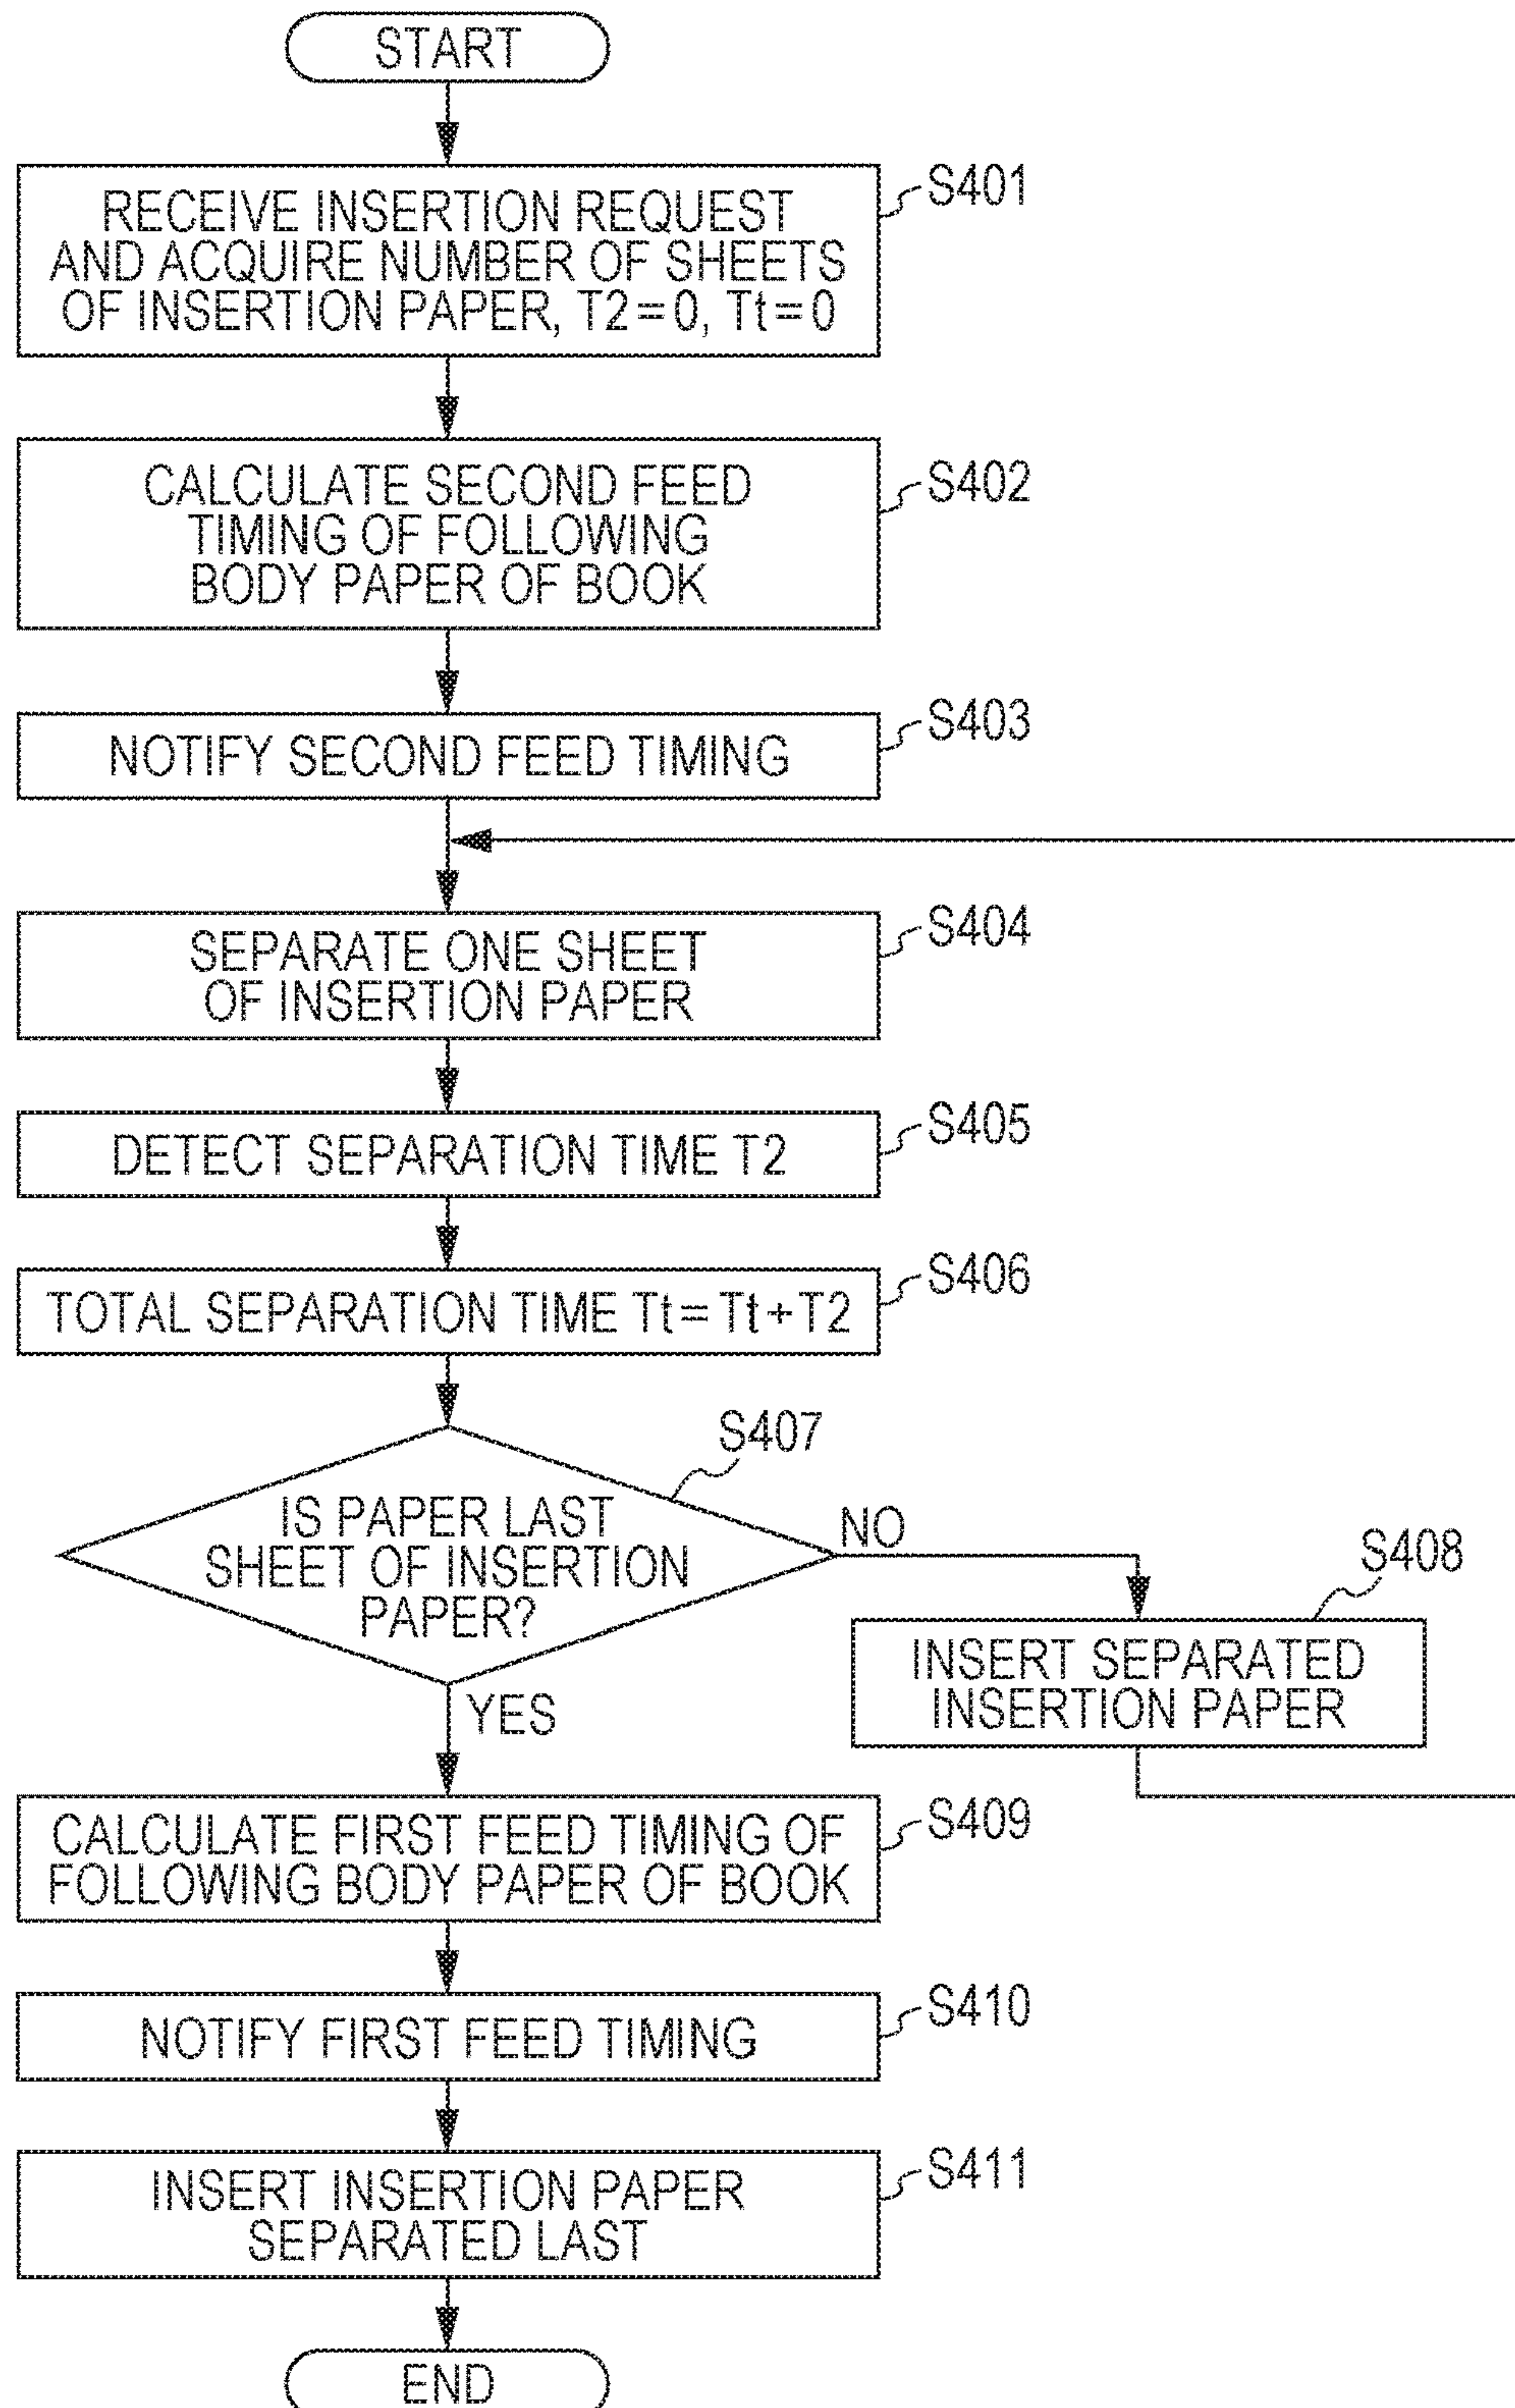 START
RECEIVE INSERTION REQUEST
AND ACQUIRE NUMBER OF SHEETS
OF INSERTION PAPER, T2=0, Tt=0
S401
CALCULATE SECOND FEED
TIMING OF FOLLOWING
BODY PAPER OF BOOK
S402
NOTIFY SECOND FEED TIMING
S403
SEPARATE ONE SHEET
OF INSERTION PAPER
S404
DETECT SEPARATION TIME T2
S405
TOTAL SEPARATION TIME Tt=Tt+T2
S406
IS PAPER LAST
SHEET OF INSERTION
PAPER?
S407
NO
YES
INSERT SEPARATED
INSERTION PAPER
S408
CALCULATE FIRST FEED TIMING OF
FOLLOWING BODY PAPER OF BOOK
S409
NOTIFY FIRST FEED TIMING
S410
INSERT INSERTION PAPER
SEPARATED LAST
S411
END